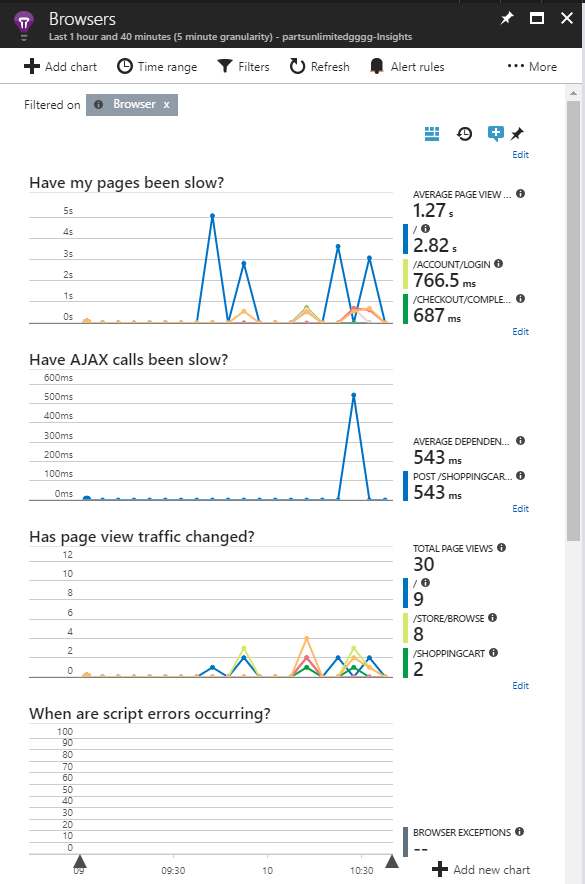 Browsers
Last 1 hour and 40 minutes (5 minute granularity) - partsunlimitedgggg-Insights
Add chart Time range Filters Refresh Alert rules ••• More
Filtered on Browser x
Edit
Have my pages been slow?
5s
4s
3s
2s
1s
0s
AVERAGE PAGE VIEW ...
1.27 s
/
2.82 s
/ACCOUNT/LOGIN
766.5 ms
/CHECKOUT/COMPLE...
687 ms
Edit
Have AJAX calls been slow?
600ms
500ms
400ms
300ms
200ms
100ms
0ms
AVERAGE DEPENDEN...
543 ms
POST /SHOPPINGCAR...
543 ms
Edit
Has page view traffic changed?
12
10
8
6
4
2
0
TOTAL PAGE VIEWS
30
/
9
/STORE/BROWSE
8
/SHOPPINGCART
2
Edit
When are script errors occurring?
100
90
80
70
60
50
40
30
20
10
0
09 09:30 10 10:30
BROWSER EXCEPTIONS
--
Add new chart